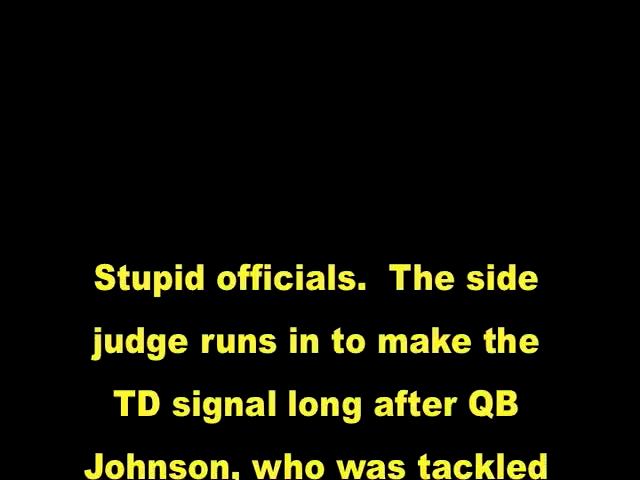 Stupid officials.  The side
judge runs in to make the
TD signal long after QB
Johnson, who was tackled